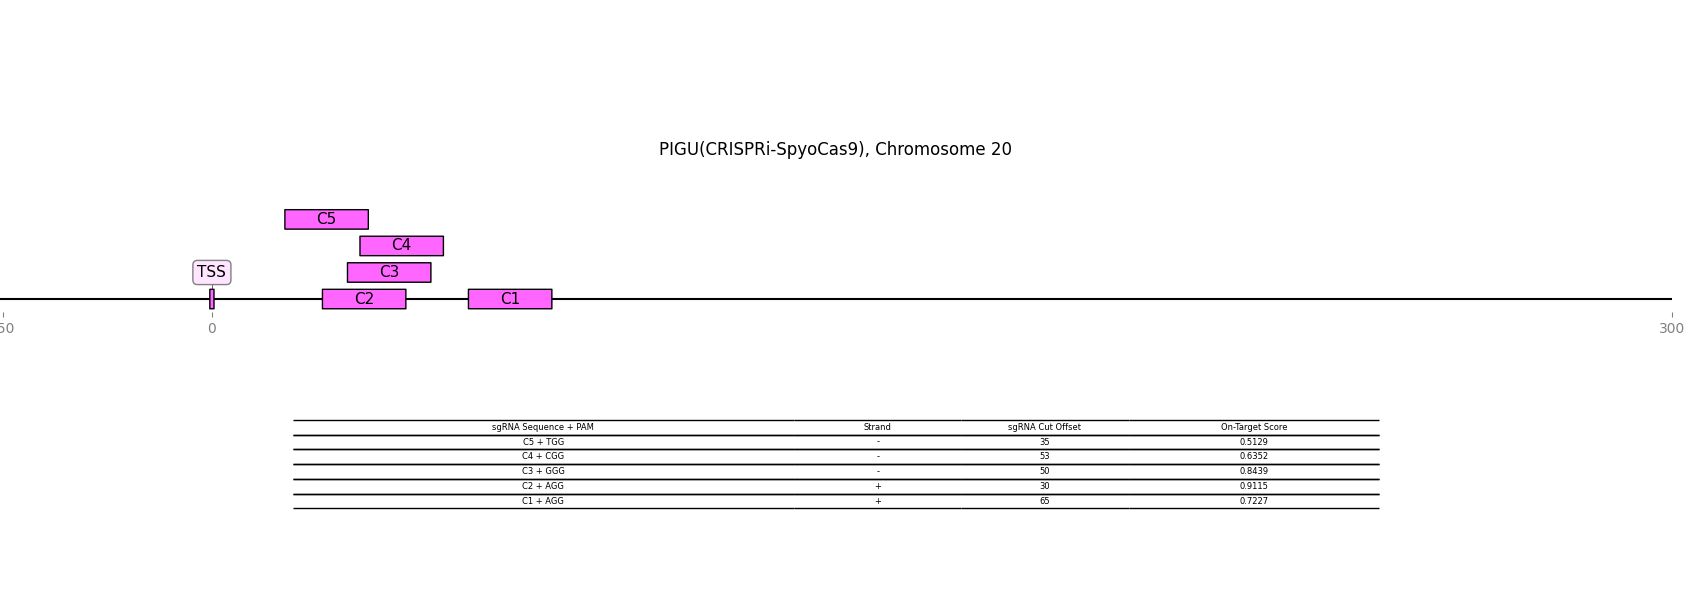 PIGU(CRISPRi-SpyoCas9), Chromosome 20
C5
C4
TSS C3
C2 C1
50 0 300
sgRNA Sequence + PAM Strand sgRNA Cut Offset On-Target Score
C5 + TGG - 35 0.5129
C4 + CGG - 53 0.6352
C3 + GGG - 50 0.8439
C2 + AGG + 30 0.9115
C1 + AGG + 65 0.7227